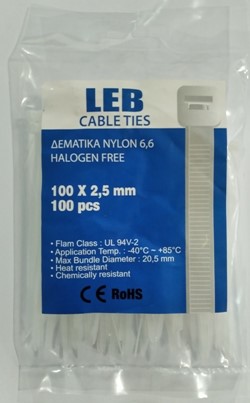 LEB
CABLE TIES
ΔΕΜΑΤΙΚΑ NYLON 6,6
HALOGEN FREE
100 X 2,5 mm
100 pcs
• Flam Class : UL 94V-2
• Application Temp. : -40°C ~ +85°C
• Max Bundle Diameter : 20,5 mm
• Heat resistant
• Chemically resistant
CE RoHS